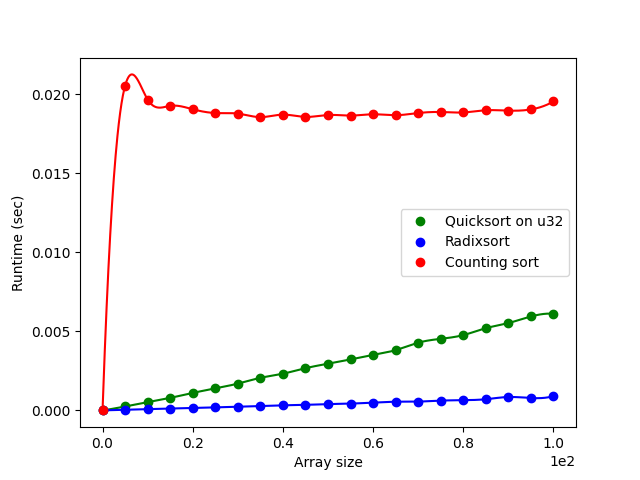 0.020
0.015
0.010
0.005
0.000
Runtime (sec)
Quicksort on u32
Radixsort
Counting sort
0.0 0.2 0.4 0.6 0.8 1.0
1e2
Array size